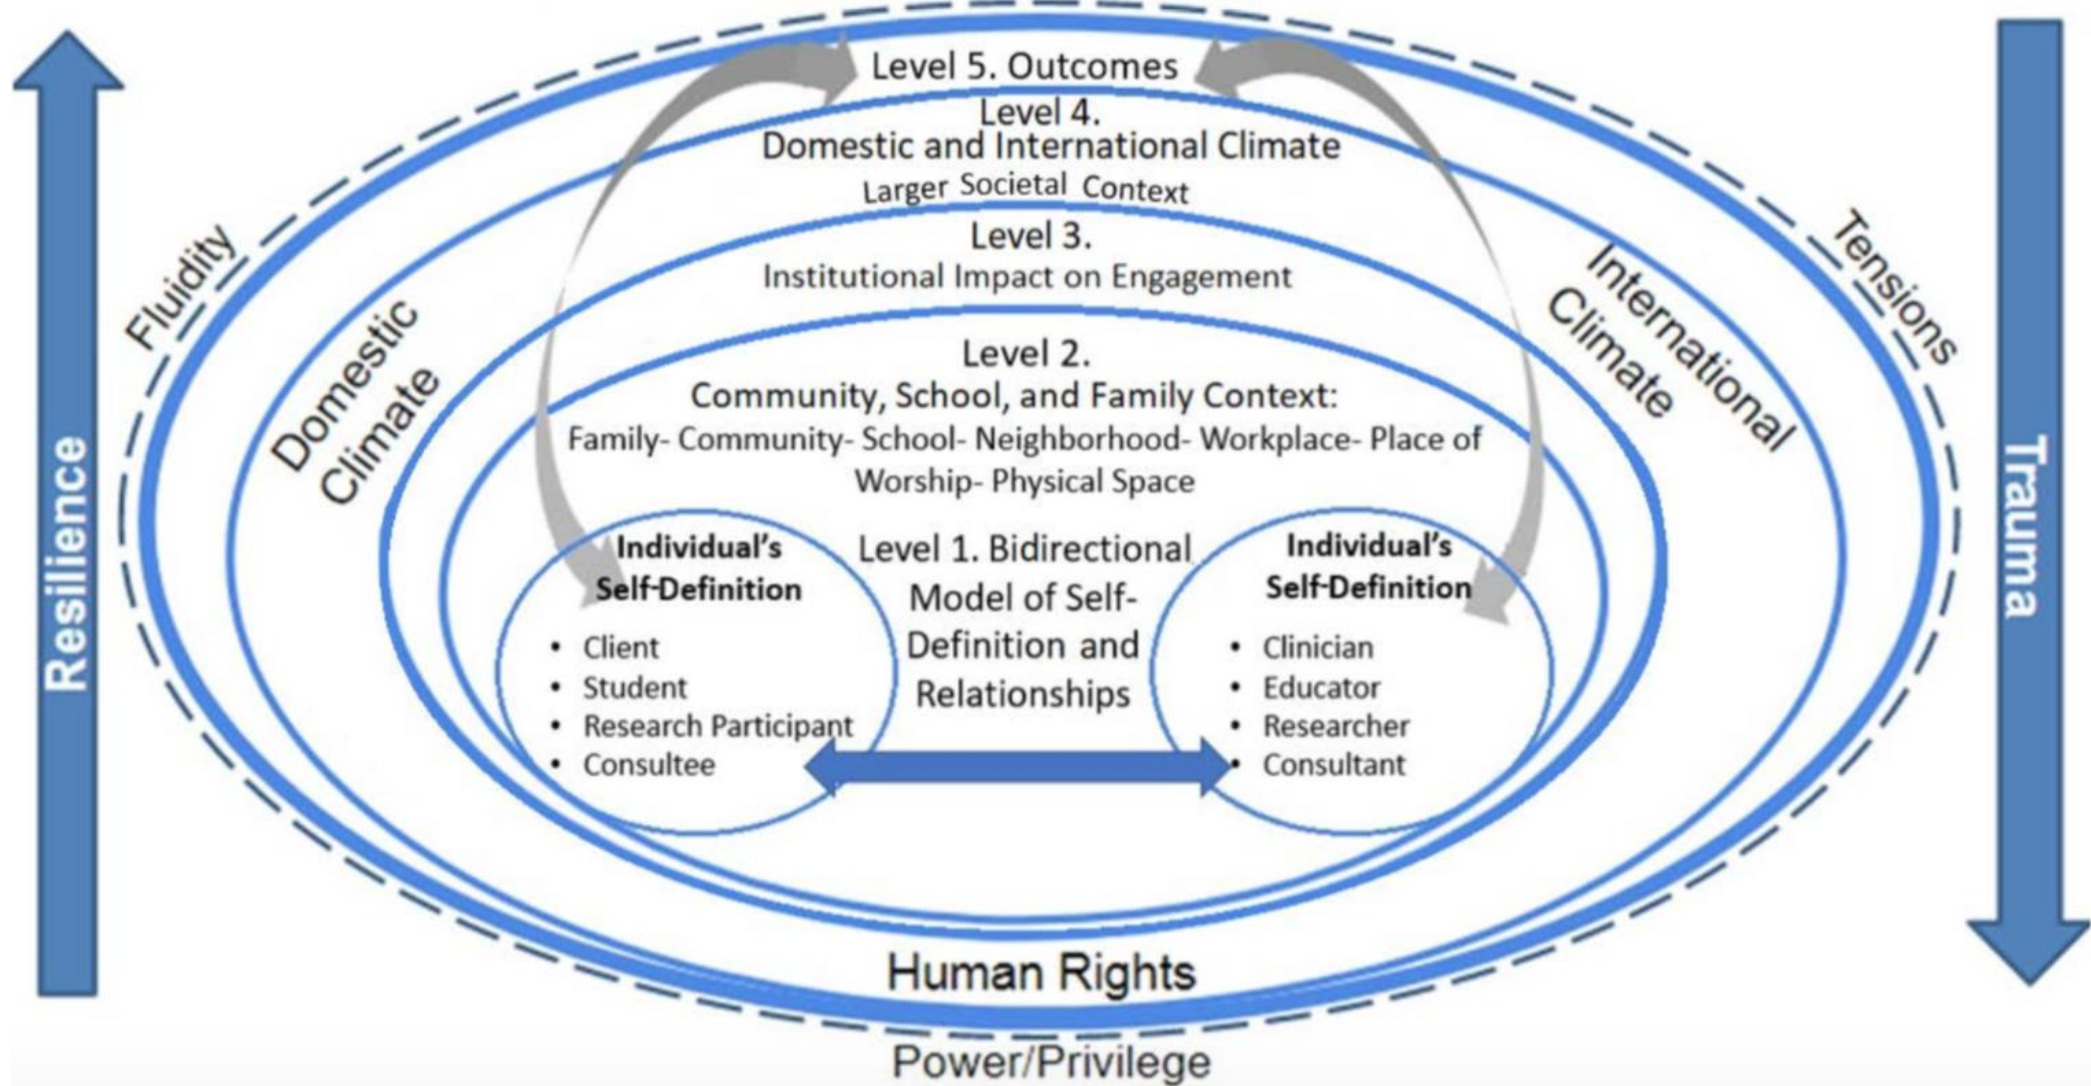 Level 5. Outcomes
Level 4.
Domestic and International Climate
Larger Societal Context
Level 3.
Institutional Impact on Engagement
Level 2.
Community, School, and Family Context:
Family- Community- School- Neighborhood- Workplace- Place of
Worship- Physical Space
Level 1. Bidirectional
Model of Self-
Definition and
Relationships
Individual's
Self-Definition
• Client
• Student
• Research Participant
• Consultee
Individual's
Self-Definition
• Clinician
• Educator
• Researcher
• Consultant
Resilience
Fluidity
Domestic
Climate
International
Climate
Tensions
Trauma
Human Rights
Power/Privilege